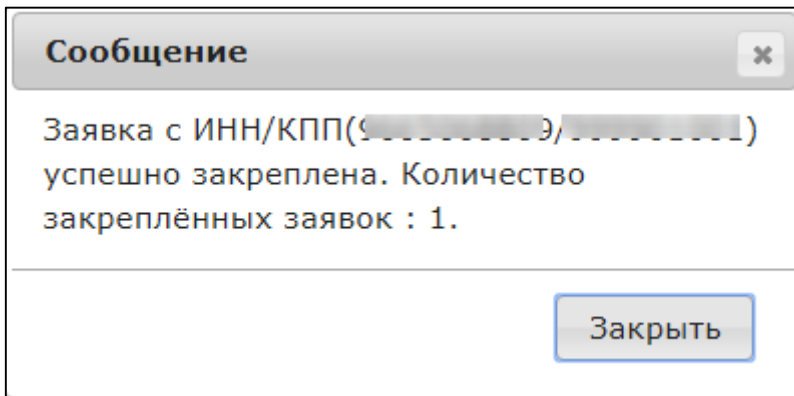 Сообщение
Заявка с ИНН/КПП(
успешно закреплена. Количество
закреплённых заявок : 1.
Закрыть